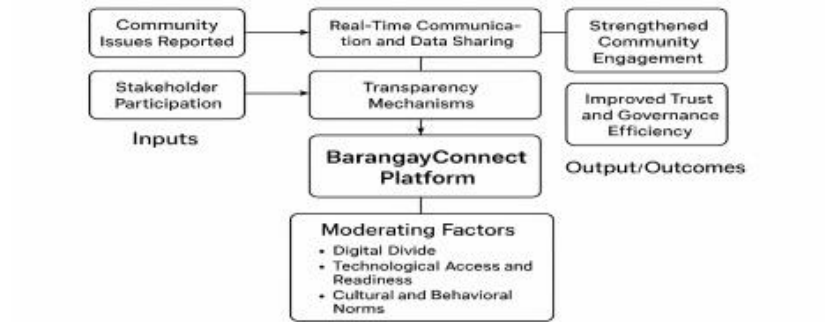 Community
Issues Reported
Real-Time Communica-
tion and Data Sharing
Strengthened
Community
Engagement
Stakeholder
Participation
Transparency
Mechanisms
Improved Trust
and Governance
Efficiency
Inputs
BarangayConnect
Platform
Output/Outcomes
Moderating Factors
• Digital Divide
• Technological Access and
Readiness
• Cultural and Behavioral
Norms